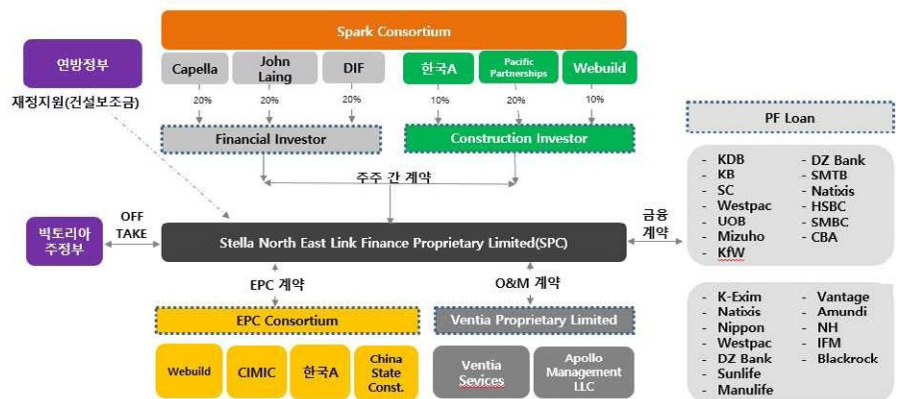 Spark Consortium
연방정부
재정지원(건설보조금)
Capella
John
Laing
DIF
한국A
Pacific
Partnerships
Webuild
20%
20%
20%
10%
20%
10%
Financial Investor
Construction Investor
주주 간 계약
빅토리아
주정부
OFF
TAKE
Stella North East Link Finance Proprietary Limited(SPC)
금융
계약
EPC 계약
O&M 계약
EPC Consortium
Ventia Proprietary Limited
Webuild
CIMIC
한국A
China
State
Const.
Ventia
Sevices
Apollo
Management
LLC
PF Loan
- KDB
- KB
- SC
- Westpac
- UOB
- Mizuho
- KfW
- DZ Bank
- SMTB
- Natixis
- HSBC
- SMBC
- CBA
- K-Exim
- Natixis
- Nippon
- Westpac
- DZ Bank
- Sunlife
- Manulife
- Vantage
- Amundi
- NH
- IFM
- Blackrock